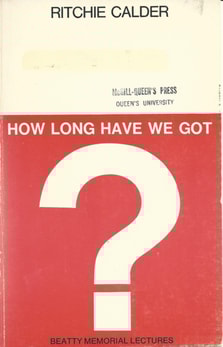 RITCHIE CALDER
McGILL-QUEEN'S PRESS
QUEEN'S UNIVERSITY
HOW LONG HAVE WE GOT
?
BEATTY MEMORIAL LECTURES